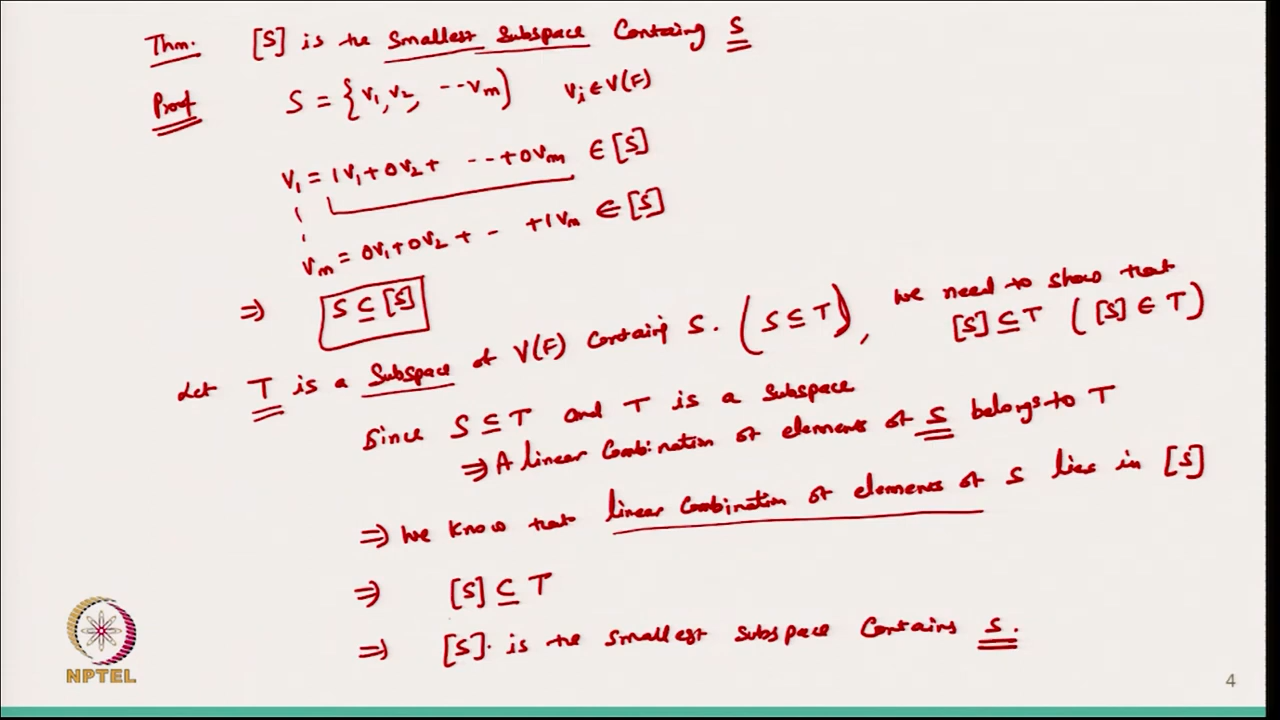 Thm. [S] is the Smallest Subspace Containg S
Proof S = {v₁, v₂, --- vₘ} vᵢ ∈ V(F)
v₁ = 1v₁ + 0v₂ + --- + 0vₘ ∈ [S]
vₘ = 0v₁ + 0v₂ + - + 1vₘ ∈ [S]
⇒ S ⊆ [S]
Let T is a Subspace of V(F) Containig S. (S ⊆ T), we need to show that
[S] ⊆ T ([S] ∈ T)
Since S ⊆ T and T is a subspace
⇒ A linear Combination of elements of S belongs to T
⇒ we know that linear Combination of elements of S lies in [S]
⇒ [S] ⊆ T
⇒ [S]. is the smallest subspace Contains S.
NPTEL
4